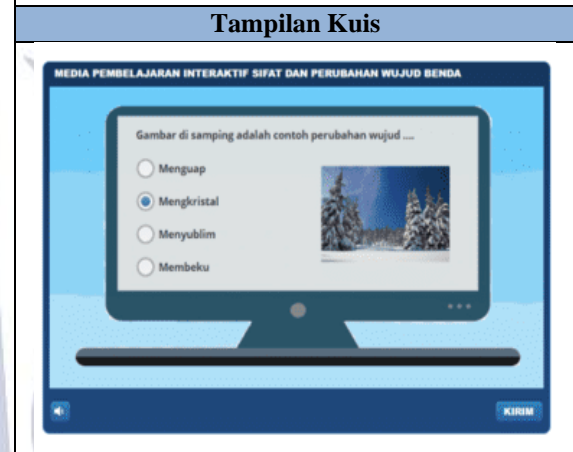 Tampilan Kuis
MEDIA PEMBELAJARAN INTERAKTIF SIFAT DAN PERUBAHAN WUJUD BENDA
Gambar di samping adalah contoh perubahan wujud ....
Menguap
Mengkristal
Menyublim
Membeku
KIRIM